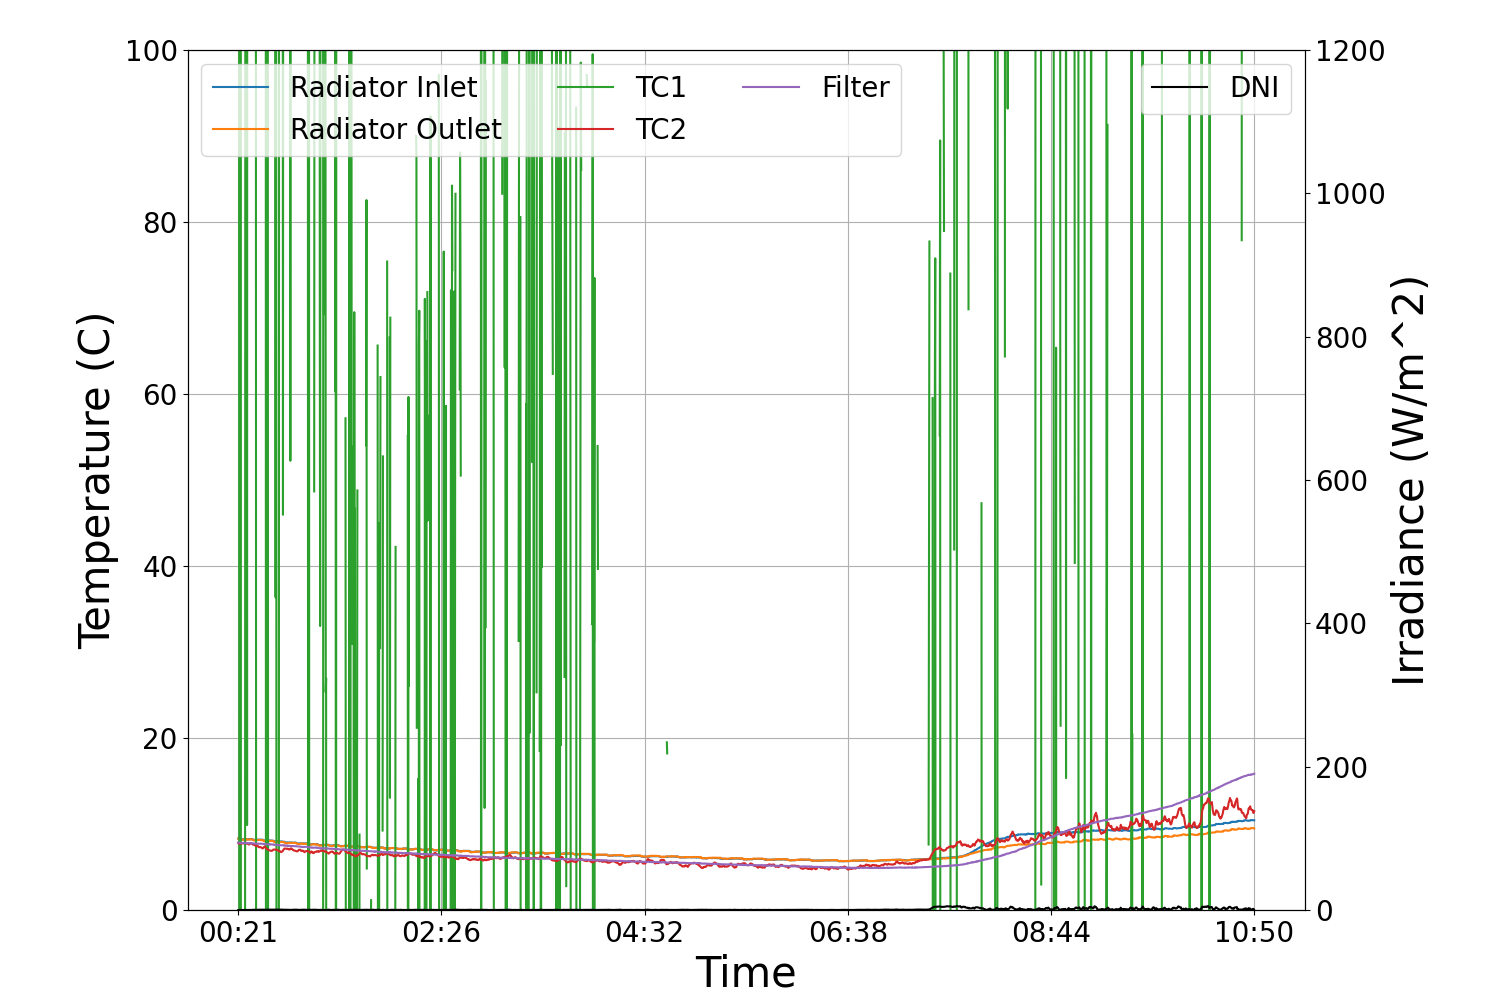 Radiator Inlet
Radiator Outlet
TC1
TC2
Filter
DNI
100
80
60
40
20
0
1200
1000
800
600
400
200
0
Temperature (C)
Irradiance (W/m^2)
00:21
02:26
04:32
06:38
08:44
10:50
Time